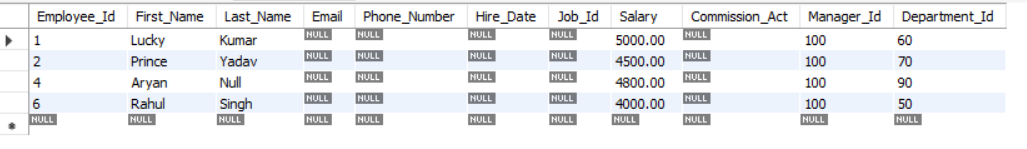 Employee_Id First_Name Last_Name Email Phone_Number Hire_Date Job_Id Salary Commission_Act Manager_Id Department_Id
1 Lucky Kumar NULL NULL NULL NULL 5000.00 NULL 100 60
2 Prince Yadav NULL NULL NULL NULL 4500.00 NULL 100 70
4 Aryan Null NULL NULL NULL NULL 4800.00 NULL 100 90
6 Rahul Singh NULL NULL NULL NULL 4000.00 NULL 100 50
NULL NULL NULL NULL NULL NULL NULL NULL NULL NULL NULL